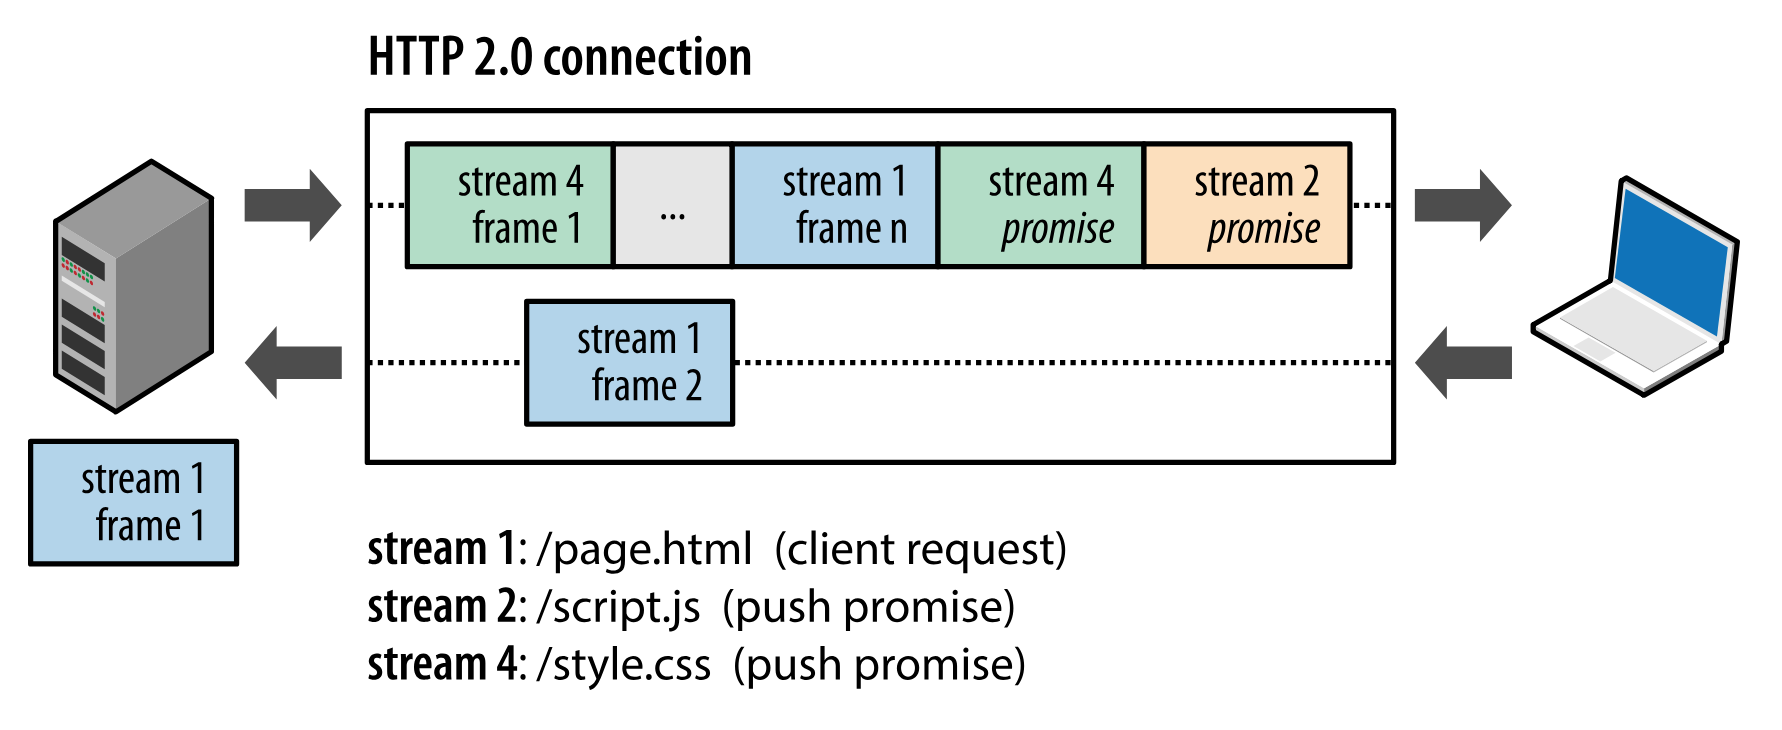 HTTP 2.0 connection
stream 4
frame 1
...
stream 1
frame n
stream 4
promise
stream 2
promise
stream 1
frame 2
stream 1
frame 1
stream 1: /page.html (client request)
stream 2: /script.js (push promise)
stream 4: /style.css (push promise)